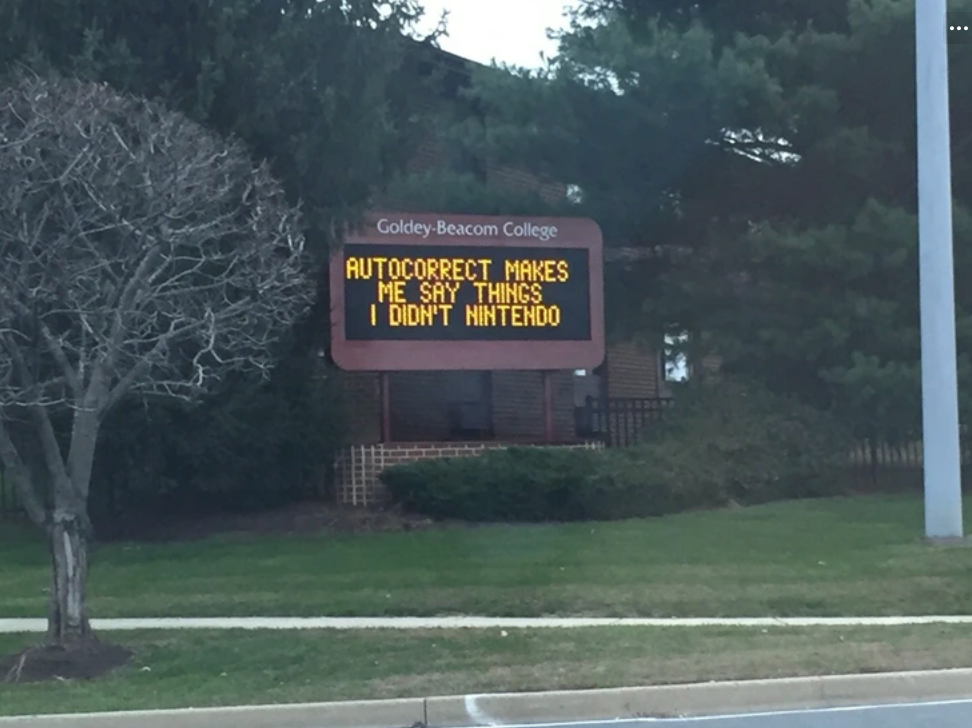 Goldey-Beacom College
AUTOCORRECT MAKES
ME SAY THINGS
I DIDN'T NINTENDO